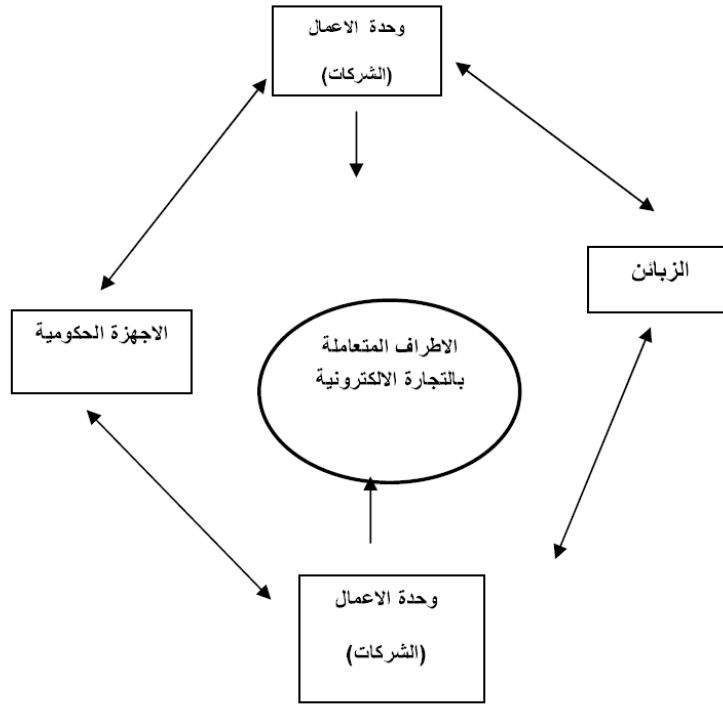 وحدة الاعمال
(الشركات)
الزبائن
الاجهزة الحكومية
الاطراف المتعاملة
بالتجارة الالكترونية
وحدة الاعمال
(الشركات)